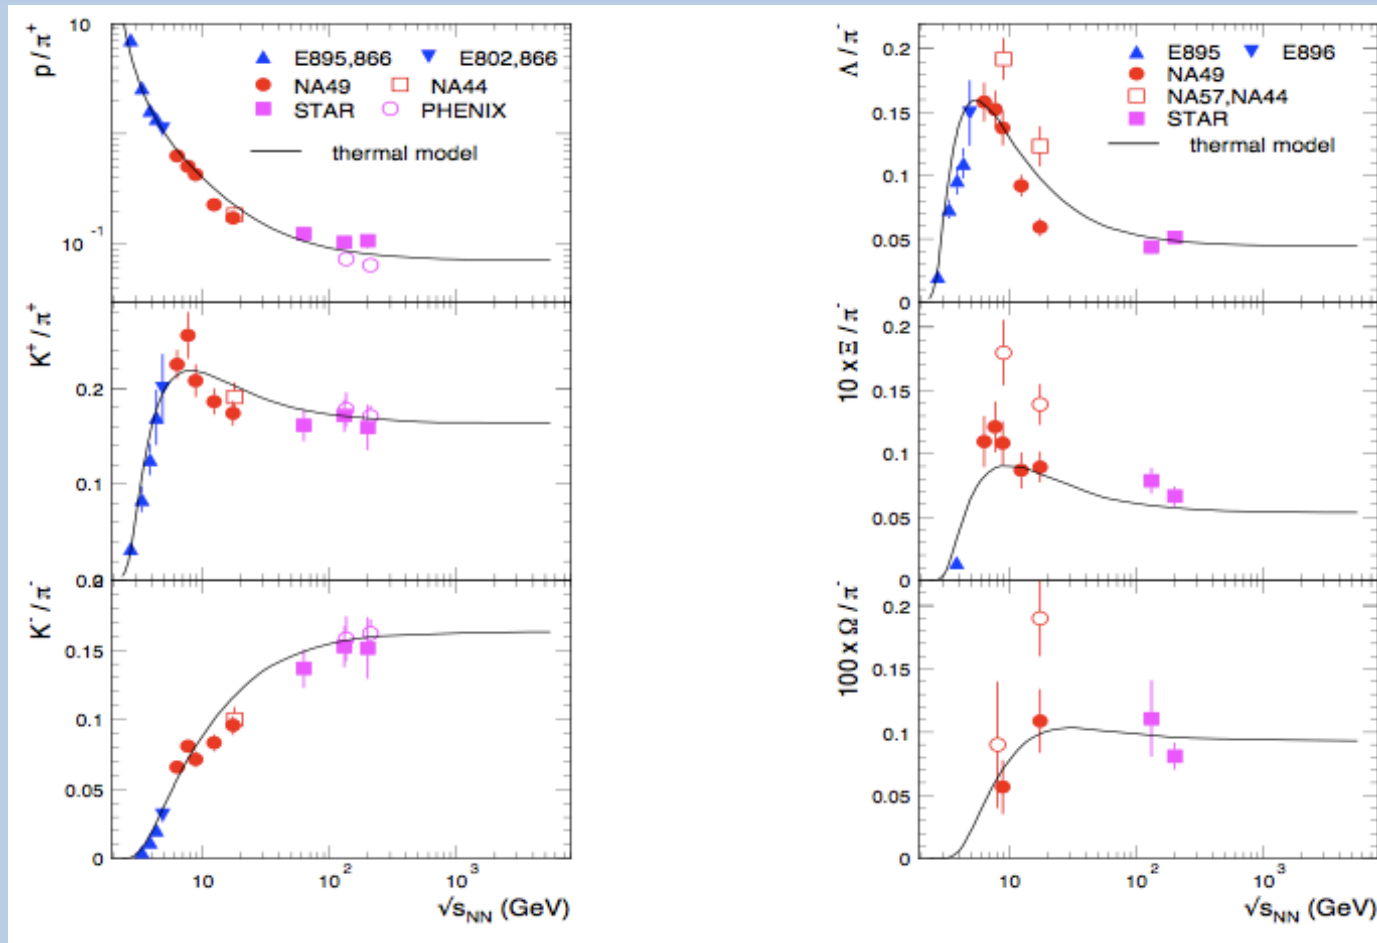 p/π⁺
10
10⁻¹
E895,866 E802,866
NA49 NA44
STAR PHENIX
thermal model
K⁺/π⁺
0.2
0.1
0
K⁻/π⁻
0.2
0.15
0.1
0.05
0
10 10² 10³
√s_NN (GeV)
Λ/π⁻
0.2
0.15
0.1
0.05
0
E895 E896
NA49
NA57,NA44
STAR
thermal model
10 x Ξ/π⁻
0.2
0.15
0.1
0.05
0
100 x Ω/π⁻
0.2
0.15
0.1
0.05
0
10 10² 10³
√s_NN (GeV)